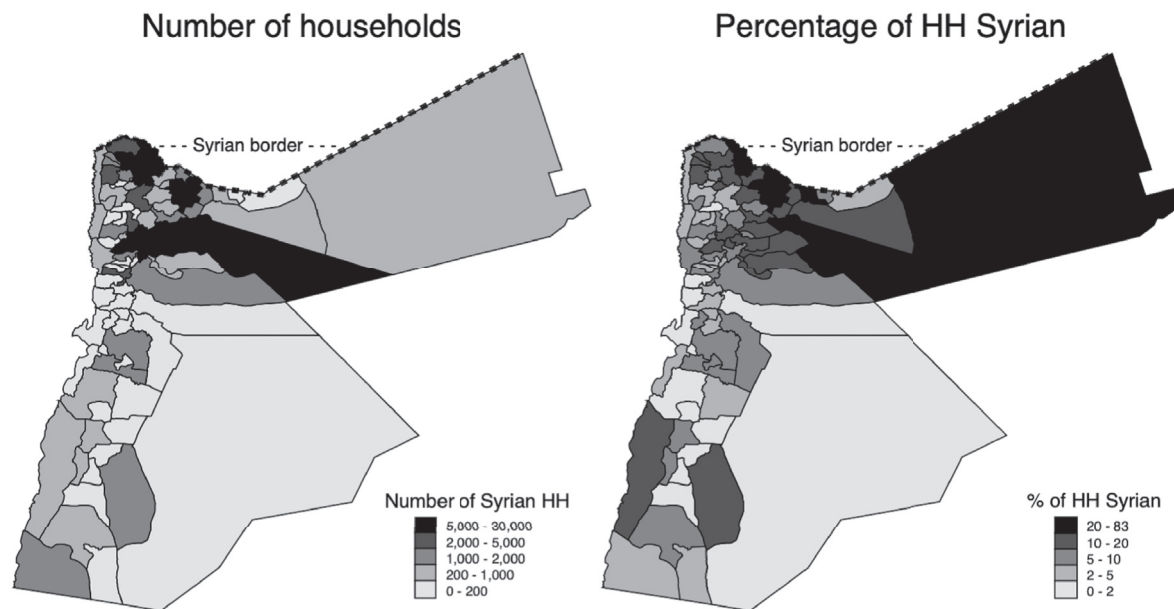 Number of households
Syrian border
Number of Syrian HH
5,000 - 30,000
2,000 - 5,000
1,000 - 2,000
200 - 1,000
0 - 200
Percentage of HH Syrian
Syrian border
% of HH Syrian
20 - 83
10 - 20
5 - 10
2 - 5
0 - 2